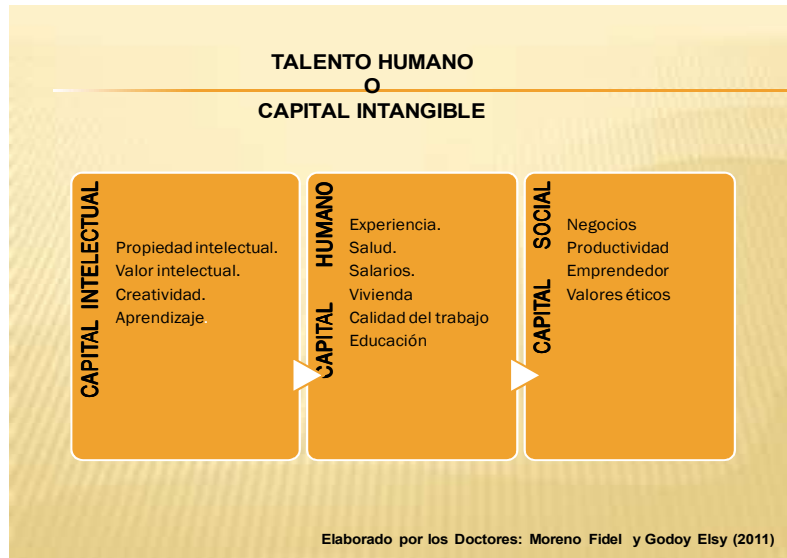 TALENTO HUMANO
O
CAPITAL INTANGIBLE
CAPITAL INTELECTUAL
Propiedad intelectual.
Valor intelectual.
Creatividad.
Aprendizaje.
CAPITAL HUMANO
Experiencia.
Salud.
Salarios.
Vivienda
Calidad del trabajo
Educación
CAPITAL SOCIAL
Negocios
Productividad
Emprendedor
Valores éticos
Elaborado por los Doctores: Moreno Fidel y Godoy Elsy (2011)